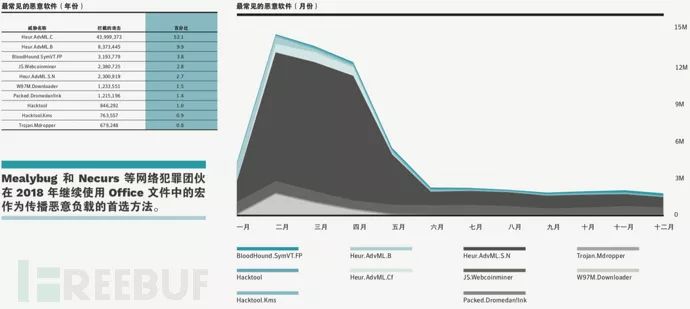 最常见的恶意软件（年份）
威胁名称 拦截的攻击 百分比
Heur.AdvML.C 43,999,373 52.1
Heur.AdvML.B 8,373,445 9.9
BloodHound.SymVT.FP 3,193,779 3.8
JS.Webcoinminer 2,380,725 2.8
Heur.AdvML.S.N 2,300,919 2.7
W97M.Downloader 1,233,551 1.5
Packed.Dromedan!lnk 1,215,196 1.4
Hacktool 846,292 1.0
Hacktool.Kms 763,557 0.9
Trojan.Mdropper 679,248 0.8
Mealybug 和 Necurs 等网络犯罪团伙
在 2018 年继续使用 Office 文件中的宏
作为传播恶意负载的首选方法。
REEBUF
最常见的恶意软件（月份）
15M
12M
9M
6M
3M
0
一月 二月 三月 四月 五月 六月 七月 八月 九月 十月 十一月 十二月
BloodHound.SymVT.FP Heur.AdvML.B Heur.AdvML.S.N Trojan.Mdropper
Hacktool Heur.AdvML.Cf JS.Webcoinminer W97M.Downloader
Hacktool.Kms Packed.Dromedan!lnk